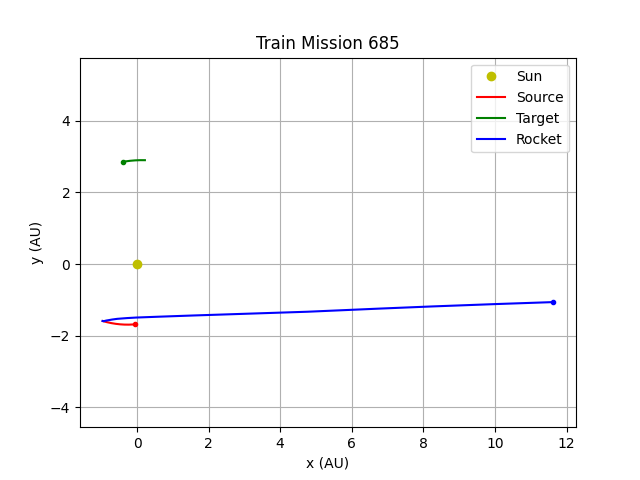 Train Mission 685
Sun
Source
Target
Rocket
4
2
0
−2
−4
y (AU)
0
2
4
6
8
10
12
x (AU)